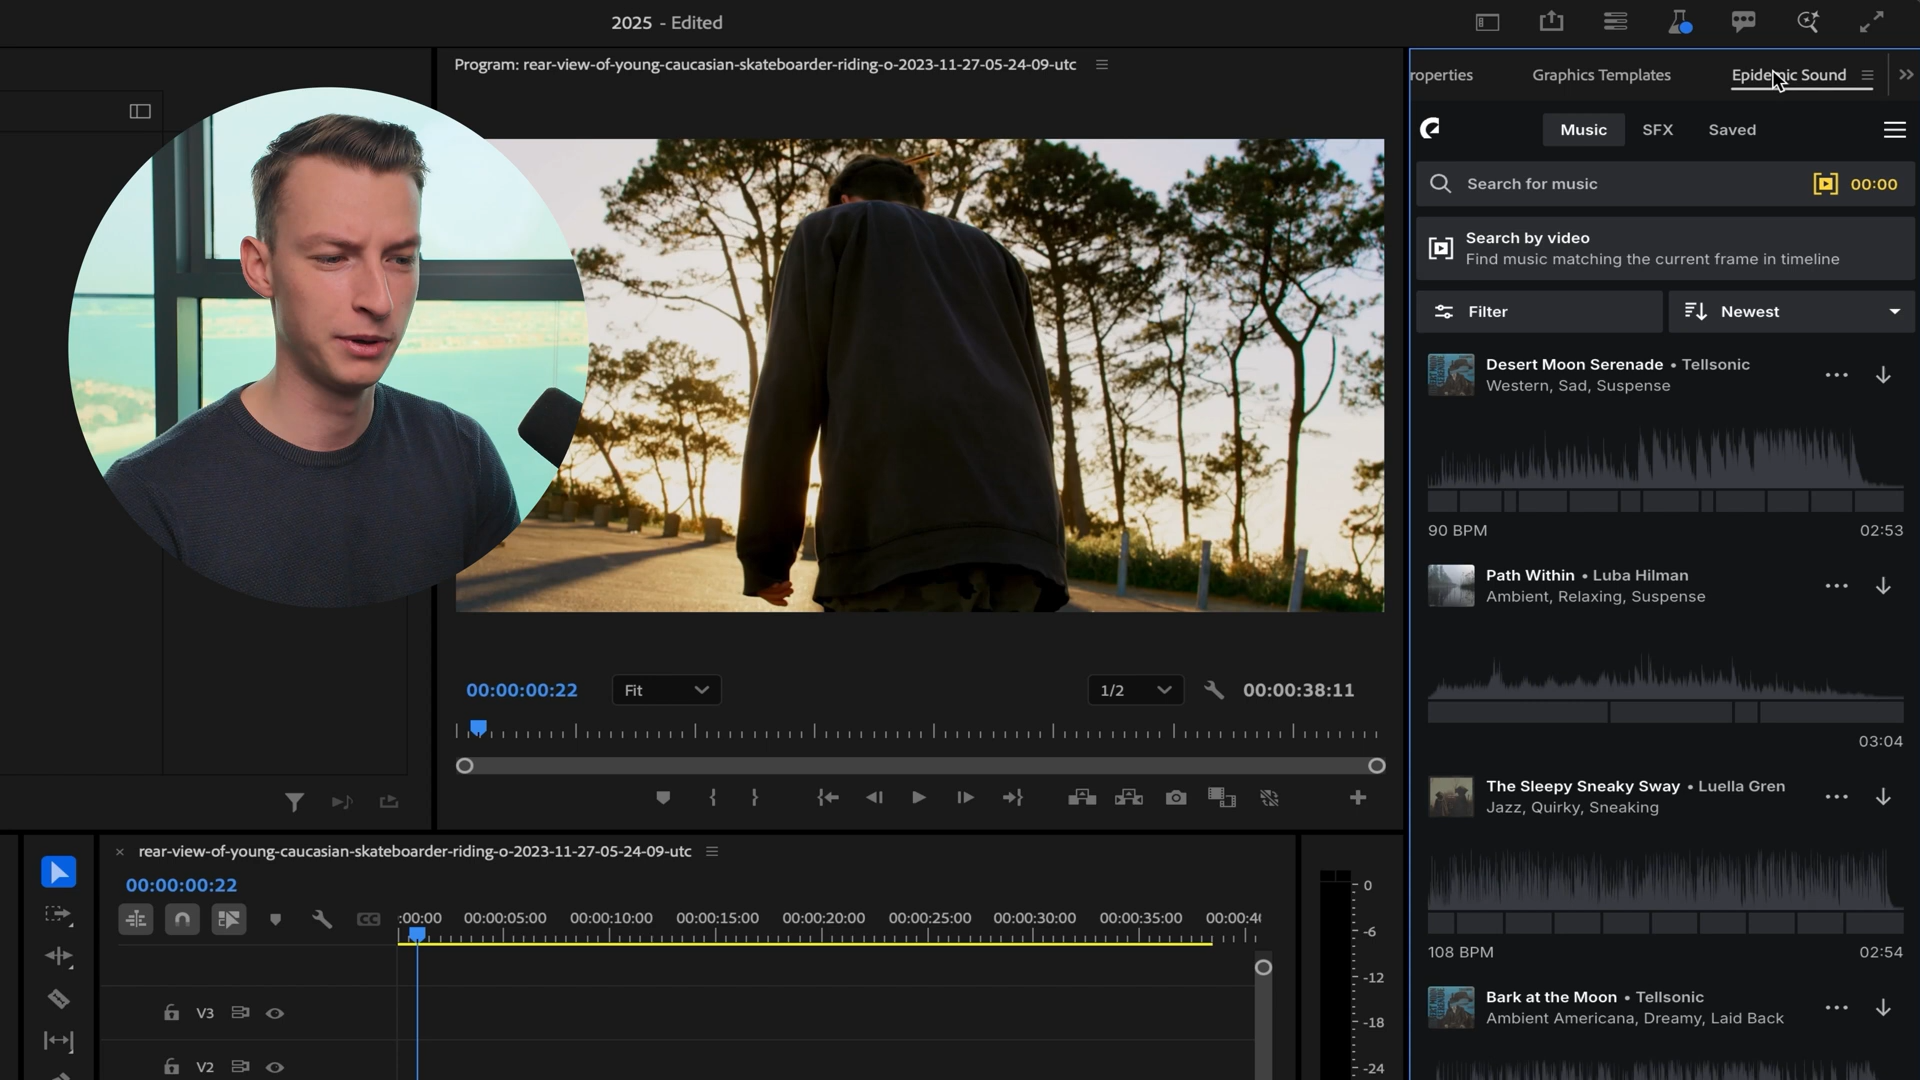 2025 - Edited
Program: rear-view-of-young-caucasian-skateboarder-riding-o-2023-11-27-05-24-09-utc
roperties
Graphics Templates
Epidemic Sound
Music
SFX
Saved
Search for music
00:00
Search by video
Find music matching the current frame in timeline
Filter
Newest
Desert Moon Serenade • Tellsonic
Western, Sad, Suspense
90 BPM
02:53
Path Within • Luba Hilman
Ambient, Relaxing, Suspense
03:04
The Sleepy Sneaky Sway • Luella Gren
Jazz, Quirky, Sneaking
108 BPM
02:54
Bark at the Moon • Tellsonic
Ambient Americana, Dreamy, Laid Back
00:00:00:22
Fit
1/2
00:00:38:11
rear-view-of-young-caucasian-skateboarder-riding-o-2023-11-27-05-24-09-utc
00:00:00:22
CC
:00:00
00:00:05:00
00:00:10:00
00:00:15:00
00:00:20:00
00:00:25:00
00:00:30:00
00:00:35:00
00:00:4
V3
V2
0
-6
-12
-18
-24